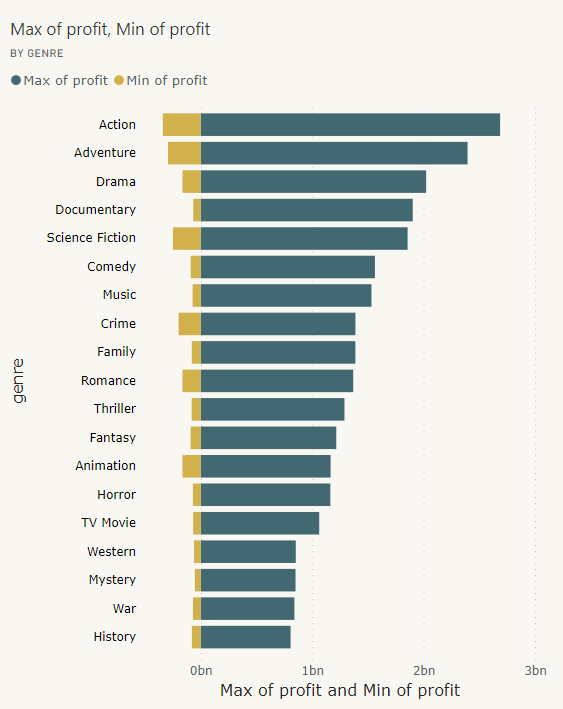 Max of profit, Min of profit
BY GENRE
Max of profit Min of profit
Action
Adventure
Drama
Documentary
Science Fiction
Comedy
Music
Crime
Family
Romance
Thriller
Fantasy
Animation
Horror
TV Movie
Western
Mystery
War
History
genre
0bn 1bn 2bn 3bn
Max of profit and Min of profit